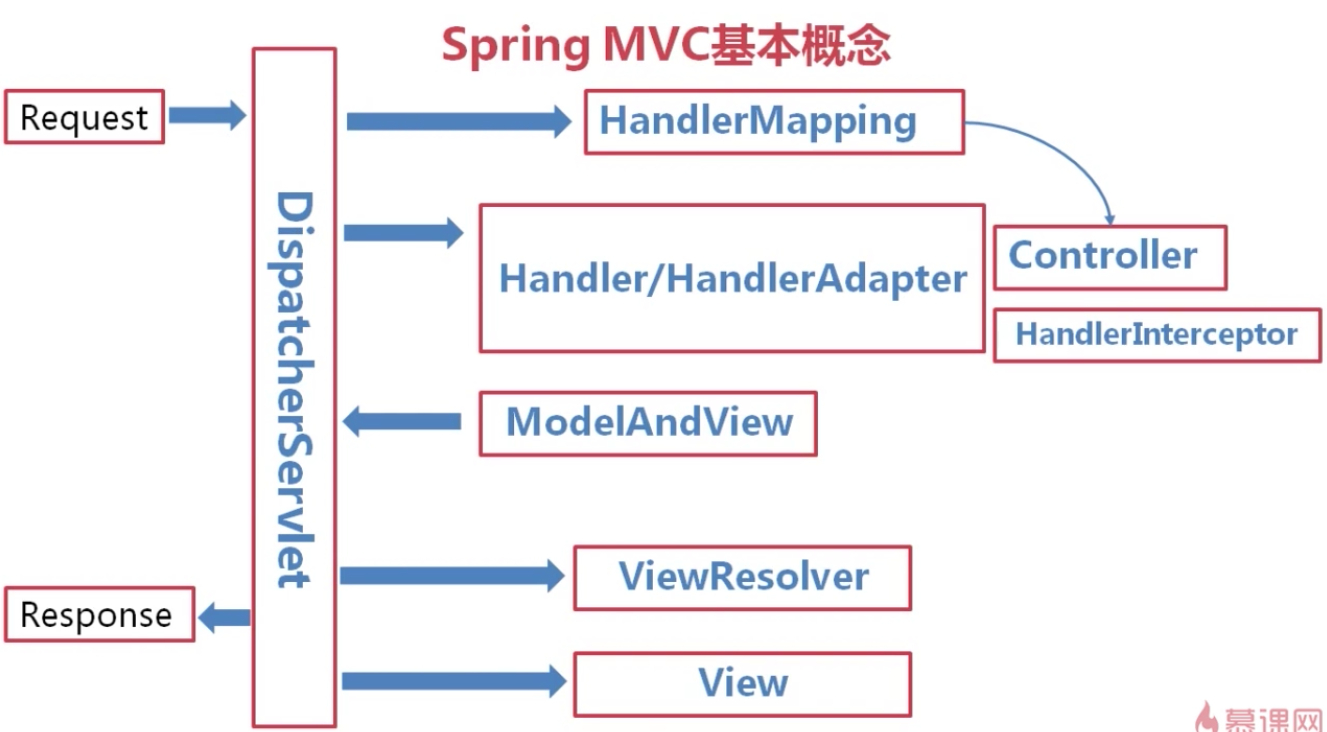 Spring MVC基本概念
Request
HandlerMapping
DispatcherServlet
Handler/HandlerAdapter
Controller
HandlerInterceptor
ModelAndView
ViewResolver
Response
View
慕课网